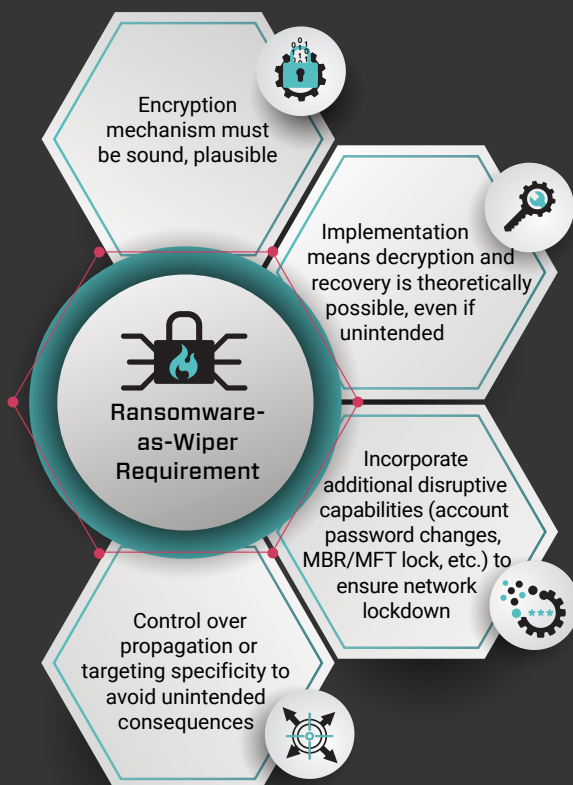 Encryption
mechanism must
be sound, plausible
Implementation
means decryption and
recovery is theoretically
possible, even if
unintended
Ransomware-
as-Wiper
Requirement
Incorporate
additional disruptive
capabilities (account
password changes,
MBR/MFT lock, etc.) to
ensure network
lockdown
Control over
propagation or
targeting specificity to
avoid unintended
consequences